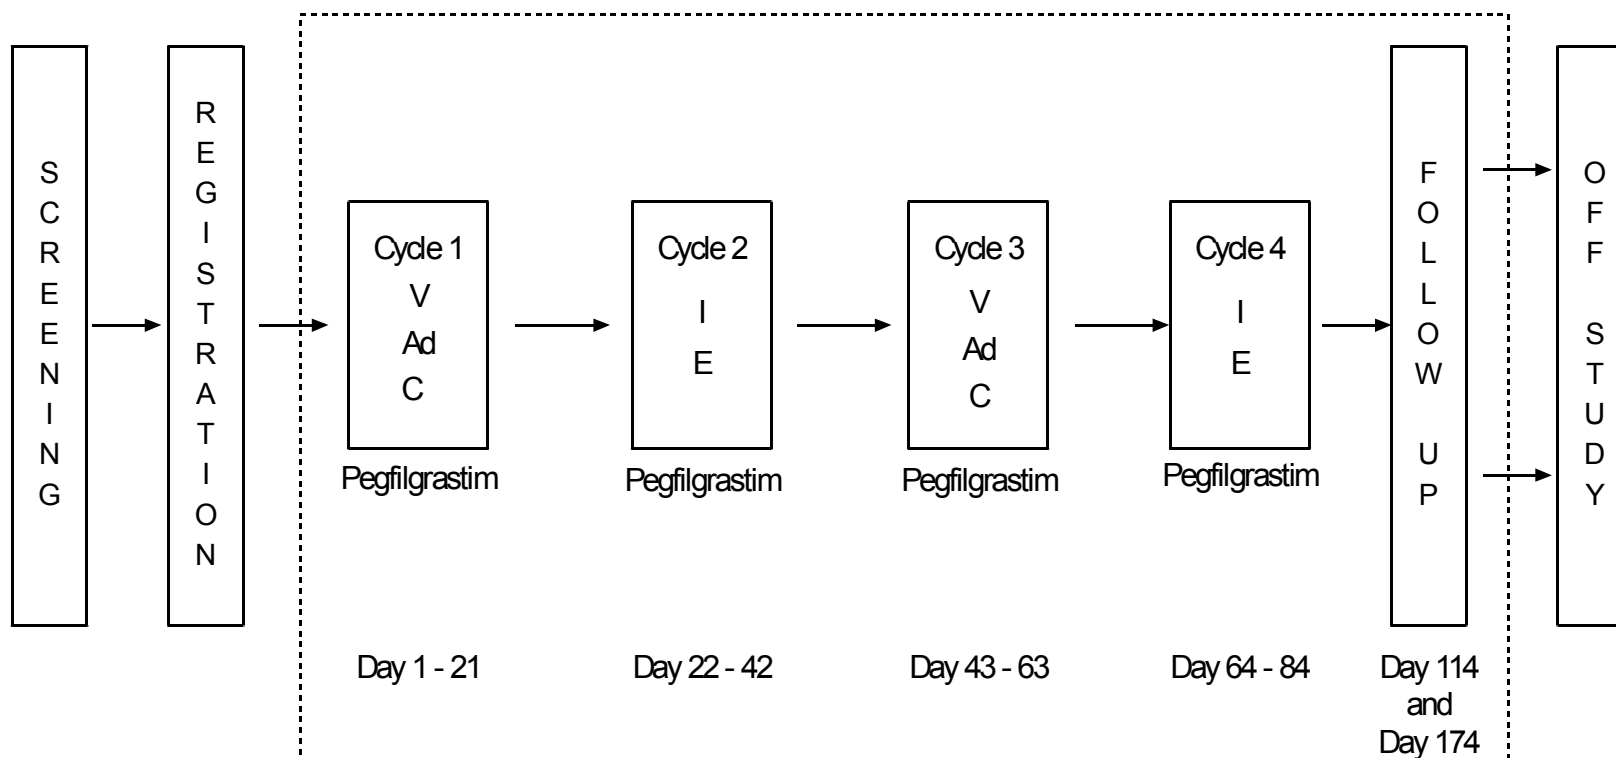 SCREENING
REGISTRATION
Cycle 1
V
Ad
C
Pegfilgrastim
Day 1 - 21
Cycle 2
I
E
Pegfilgrastim
Day 22 - 42
Cycle 3
V
Ad
C
Pegfilgrastim
Day 43 - 63
Cycle 4
I
E
Pegfilgrastim
Day 64 - 84
FOLLOW UP
Day 114
and
Day 174
OFF STUDY